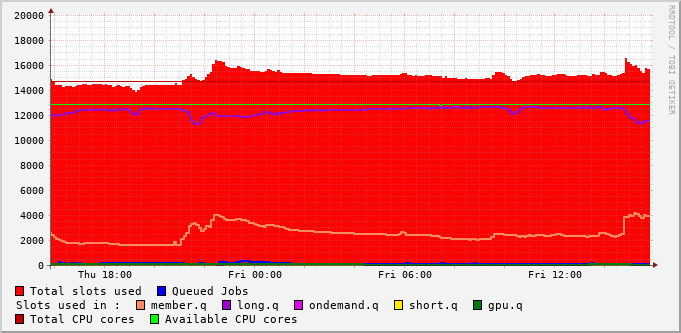 20000
18000
16000
14000
12000
10000
8000
6000
4000
2000
0
Thu 18:00 Fri 00:00 Fri 06:00 Fri 12:00
RRDTOOL / TOBI OETIKER
Total slots used Queued Jobs
Slots used in : member.q long.q ondemand.q short.q gpu.q
Total CPU cores Available CPU cores